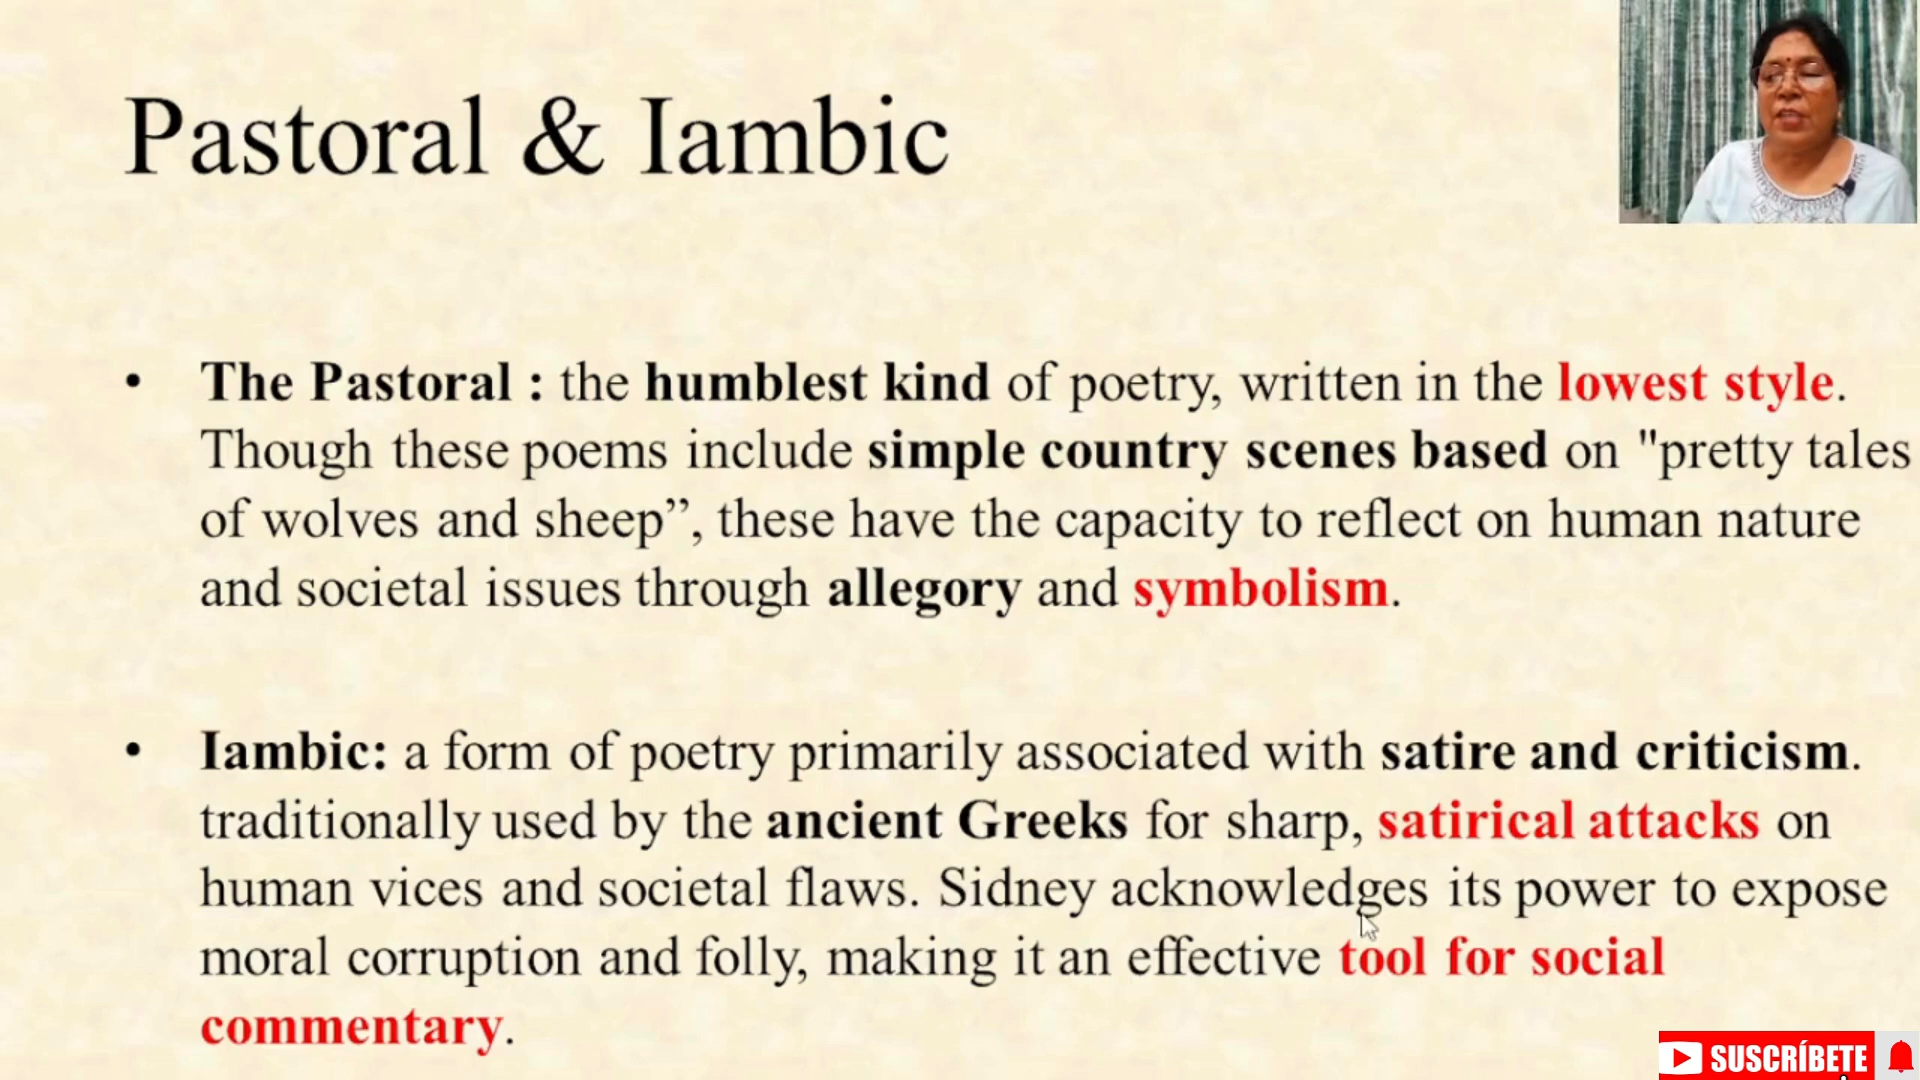 Pastoral & Iambic
• The Pastoral : the humblest kind of poetry, written in the lowest style.
Though these poems include simple country scenes based on "pretty tales
of wolves and sheep”, these have the capacity to reflect on human nature
and societal issues through allegory and symbolism.
• Iambic: a form of poetry primarily associated with satire and criticism.
traditionally used by the ancient Greeks for sharp, satirical attacks on
human vices and societal flaws. Sidney acknowledges its power to expose
moral corruption and folly, making it an effective tool for social
commentary.
SUSCRÍBETE